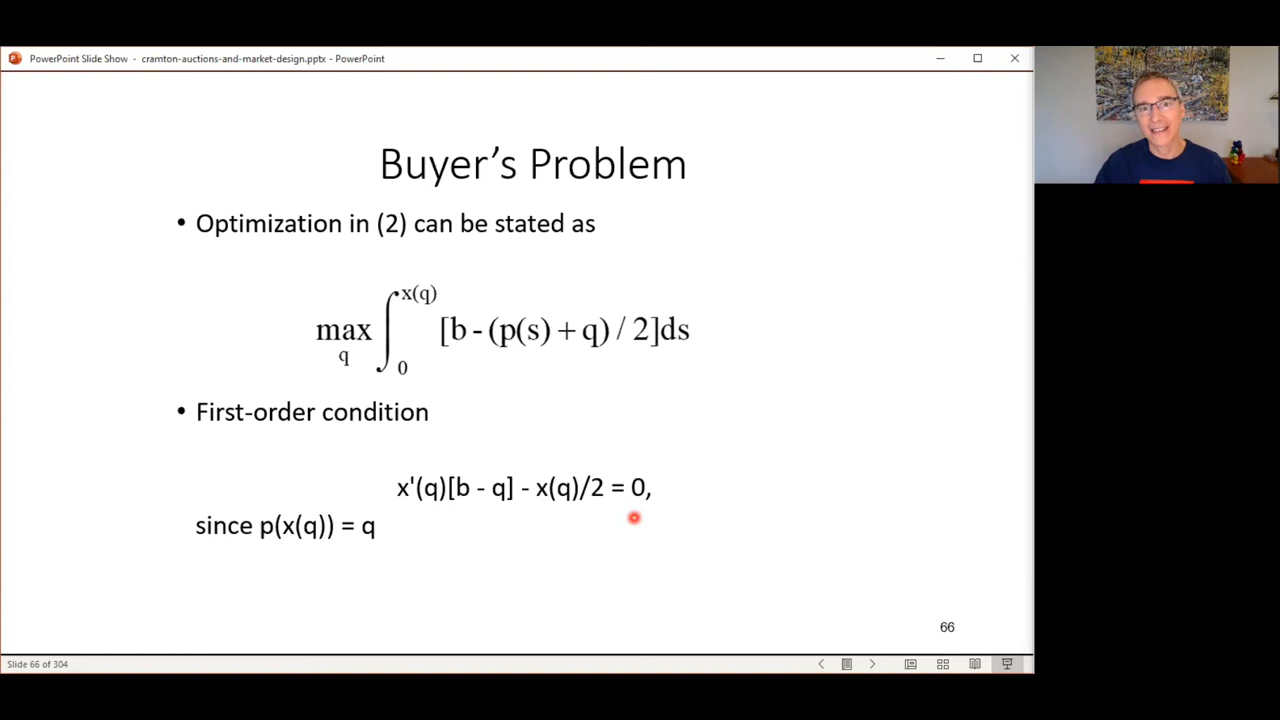 PowerPoint Slide Show - cramton-auctions-and-market-design.pptx - PowerPoint
Buyer's Problem
• Optimization in (2) can be stated as
max q ∫ 0 x(q) [b - (p(s) + q) / 2]ds
• First-order condition
x'(q)[b - q] - x(q)/2 = 0,
since p(x(q)) = q
66
Slide 66 of 304